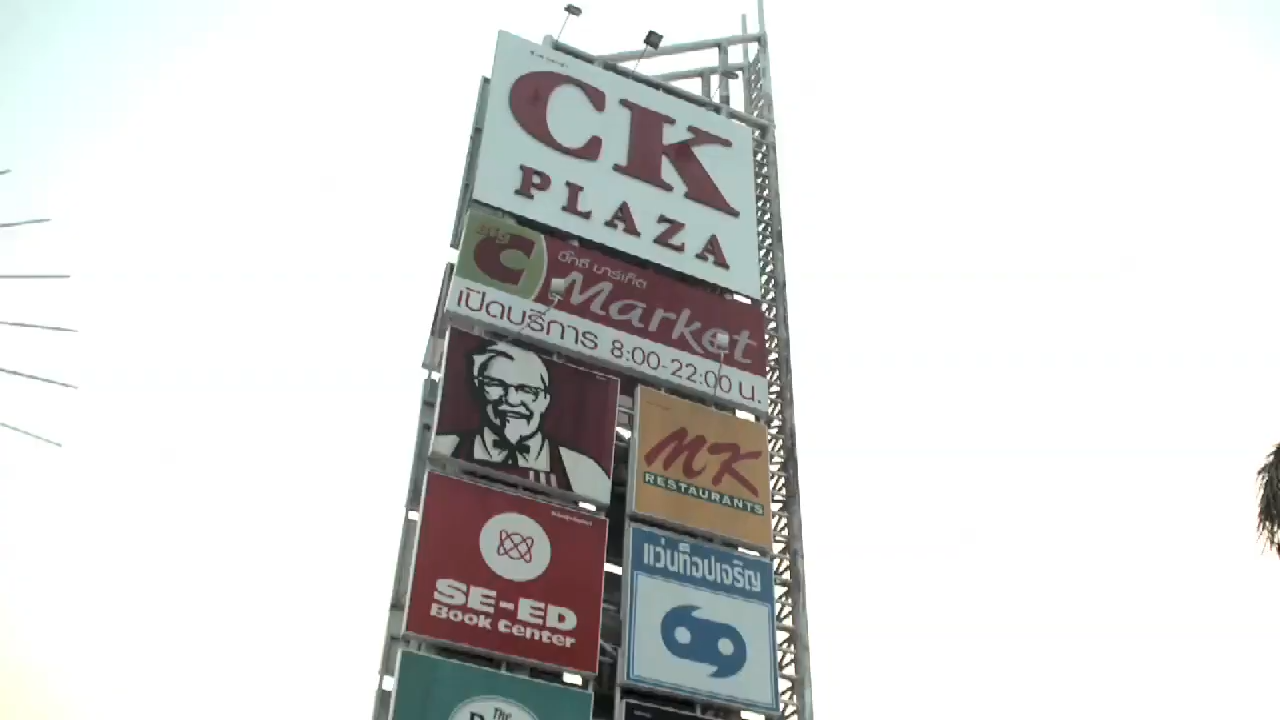 CK
PLAZA
Big
C
บิ๊กซี มาร์เก็ต
Market
เปิดบริการ 8:00-22:00 น.
MK
RESTAURANTS
SE-ED
Book Center
แว่นท็อปเจริญ
The